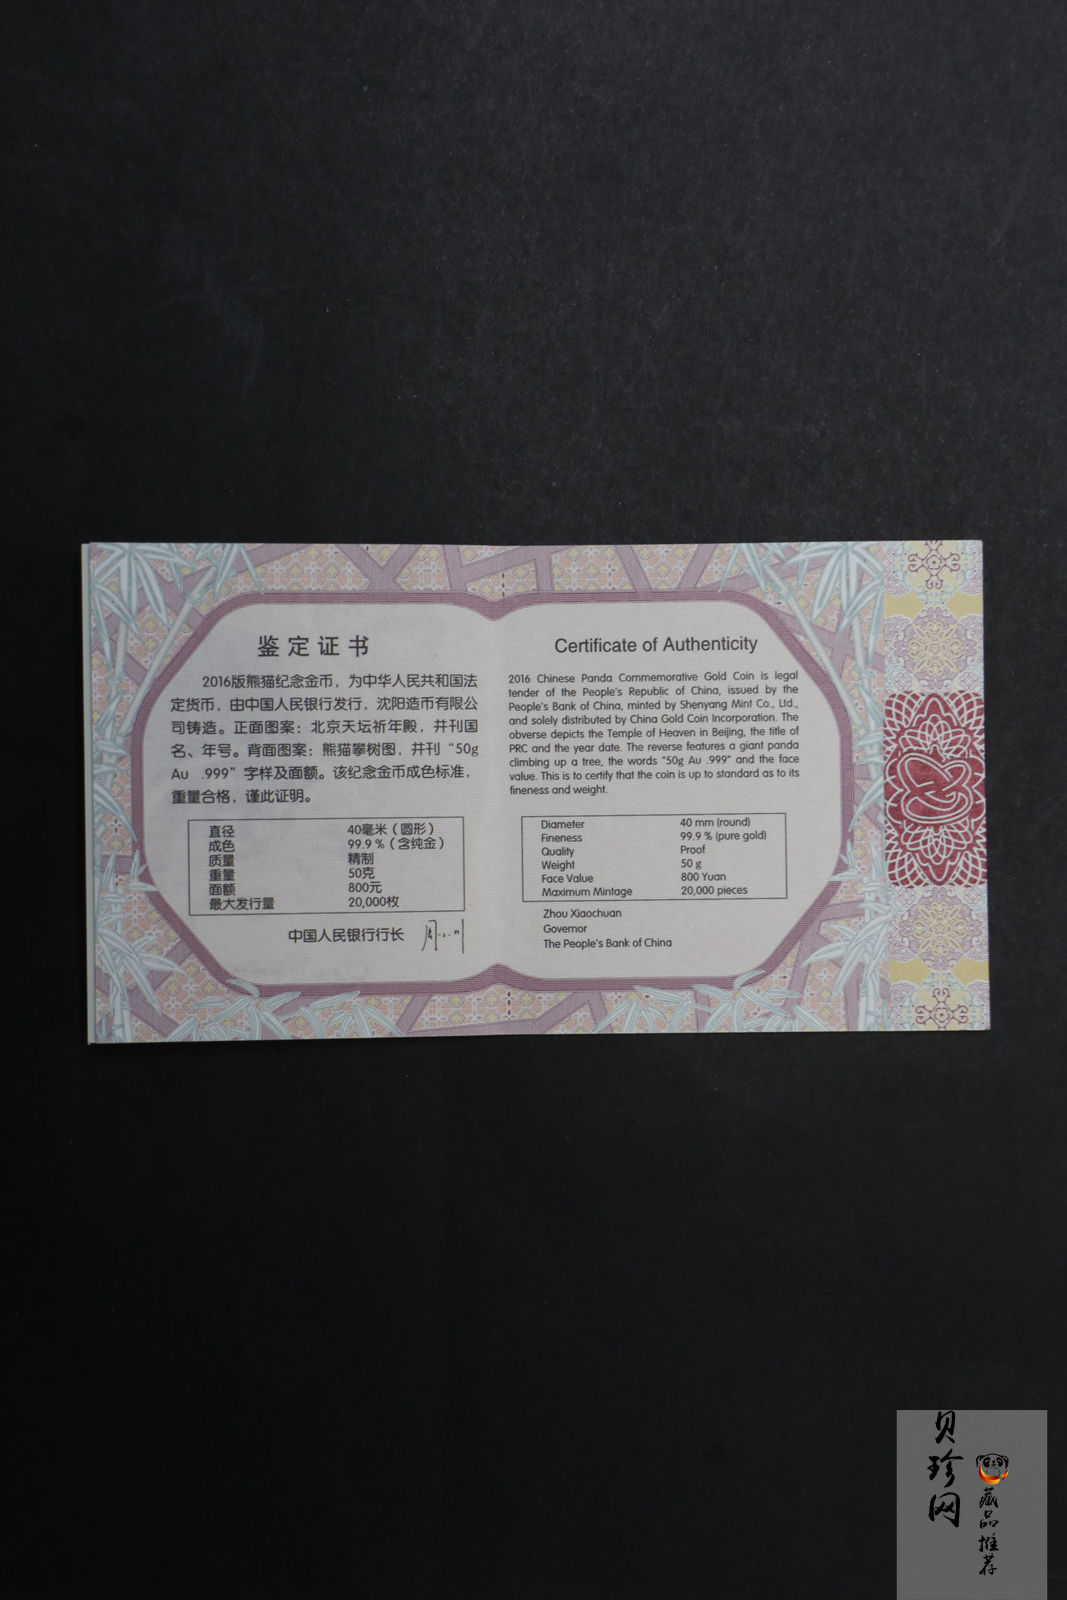 鉴定证书
2016版熊猫纪念金币，为中华人民共和国法
定货币，由中国人民银行发行，沈阳造币有限公
司铸造。正面图案：北京天坛祈年殿，并刊国
名、年号。背面图案：熊猫攀树图，并刊“50g
Au .999”字样及面额。该纪念金币成色标准，
重量合格，谨此证明。
直径 40毫米（圆形）
成色 99.9％（含纯金）
质量 精制
重量 50克
面额 800元
最大发行量 20,000枚
中国人民银行行长
Certificate of Authenticity
2016 Chinese Panda Commemorative Gold Coin is legal
tender of the People's Republic of China, issued by the
People's Bank of China, minted by Shenyang Mint Co., Ltd.,
and solely distributed by China Gold Coin Incorporation. The
obverse depicts the Temple of Heaven in Beijing, the title of
PRC and the year date. The reverse features a giant panda
climbing up a tree, the words "50g Au .999" and the face
value. This is to certify that the coin is up to standard as to its
fineness and weight.
Diameter 40 mm (round)
Fineness 99.9 % (pure gold)
Quality Proof
Weight 50 g
Face Value 800 Yuan
Maximum Mintage 20,000 pieces
Zhou Xiaochuan
Governor
The People's Bank of China
贝珍网
藏品推荐